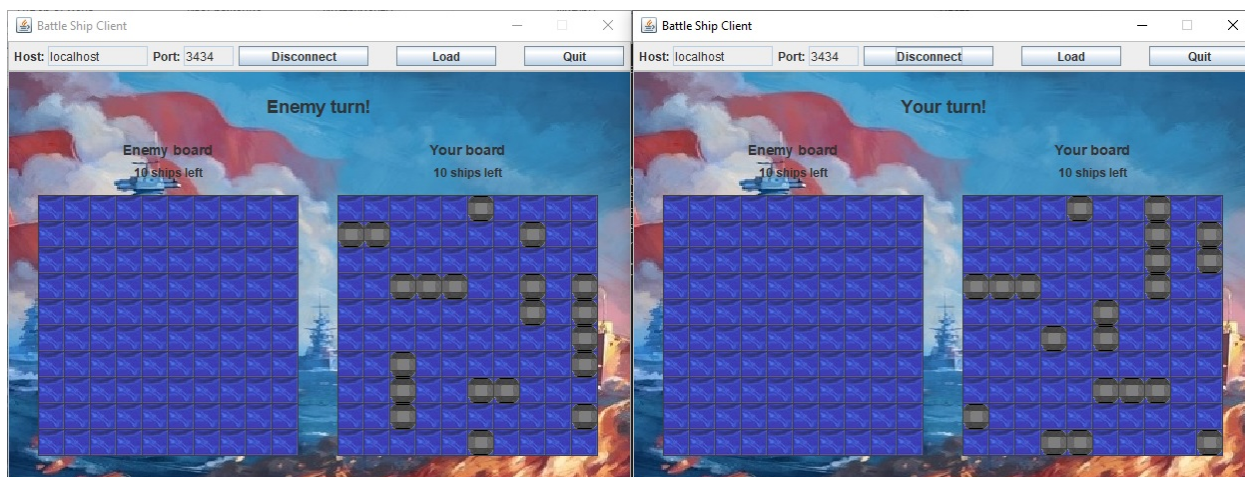 Battle Ship Client
Host: localhost Port: 3434 Disconnect Load Quit
Enemy turn!
Enemy board Your board
10 ships left 10 ships left
Battle Ship Client
Host: localhost Port: 3434 Disconnect Load Quit
Your turn!
Enemy board Your board
10 ships left 10 ships left